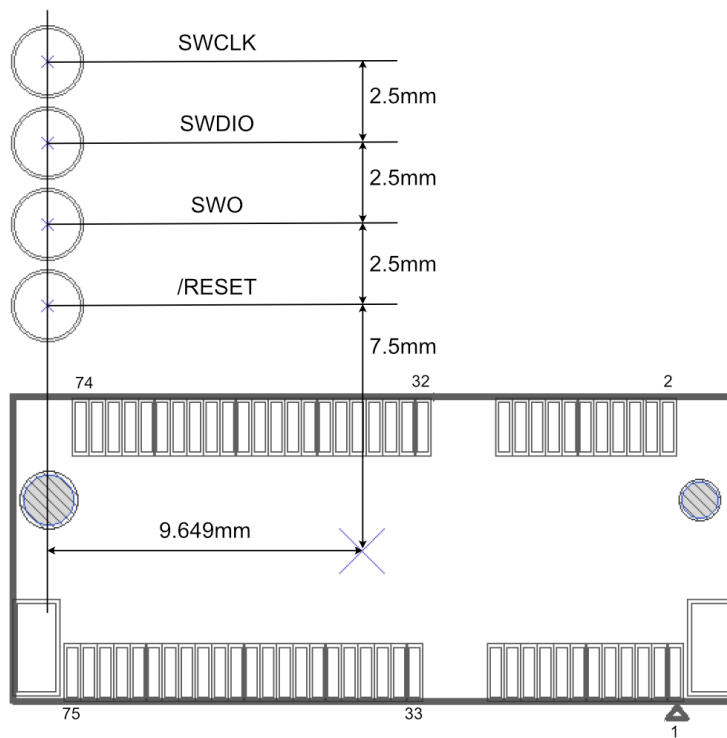 SWCLK
2.5mm
SWDIO
2.5mm
SWO
2.5mm
/RESET
7.5mm
74
32
2
9.649mm
75
33
1